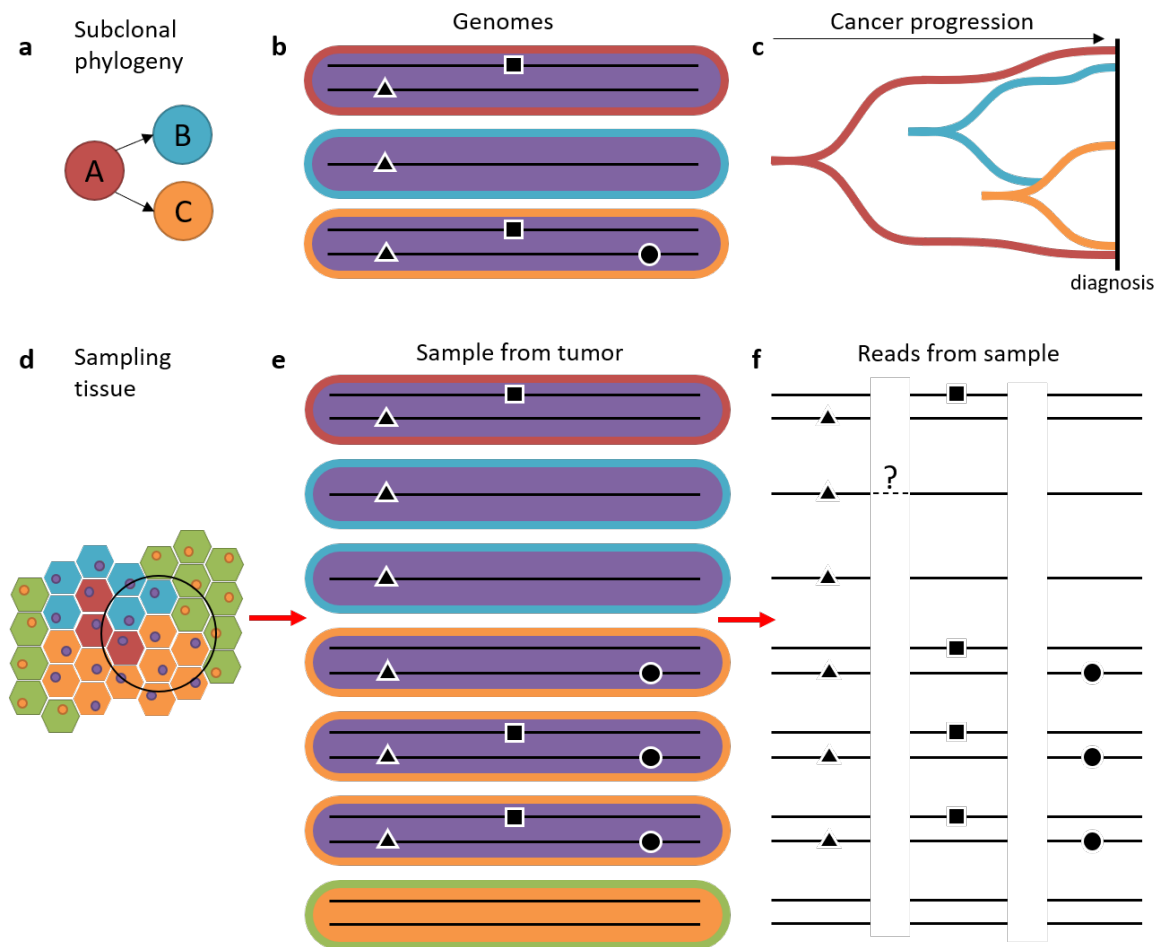 a
Subclonal
phylogeny
A
B
C
b
Genomes
c
Cancer progression
diagnosis
d
Sampling
tissue
e
Sample from tumor
f
Reads from sample
?